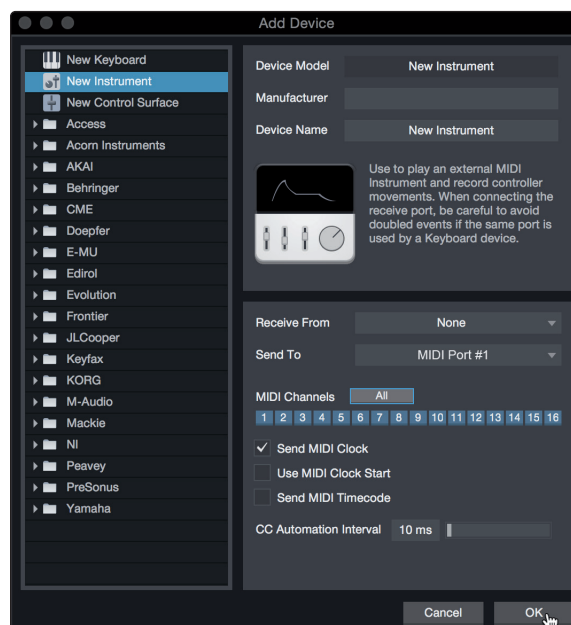 Add Device
New Keyboard
New Instrument
New Control Surface
Access
Acorn Instruments
AKAI
Behringer
CME
Doepfer
E-MU
Edirol
Evolution
Frontier
JLCooper
Keyfax
KORG
M-Audio
Mackie
NI
Peavey
PreSonus
Yamaha
Device Model New Instrument
Manufacturer
Device Name New Instrument
Use to play an external MIDI
Instrument and record controller
movements. When connecting the
receive port, be careful to avoid
doubled events if the same port is
used by a Keyboard device.
Receive From None
Send To MIDI Port #1
MIDI Channels All
1 2 3 4 5 6 7 8 9 10 11 12 13 14 15 16
Send MIDI Clock
Use MIDI Clock Start
Send MIDI Timecode
CC Automation Interval 10 ms
Cancel OK